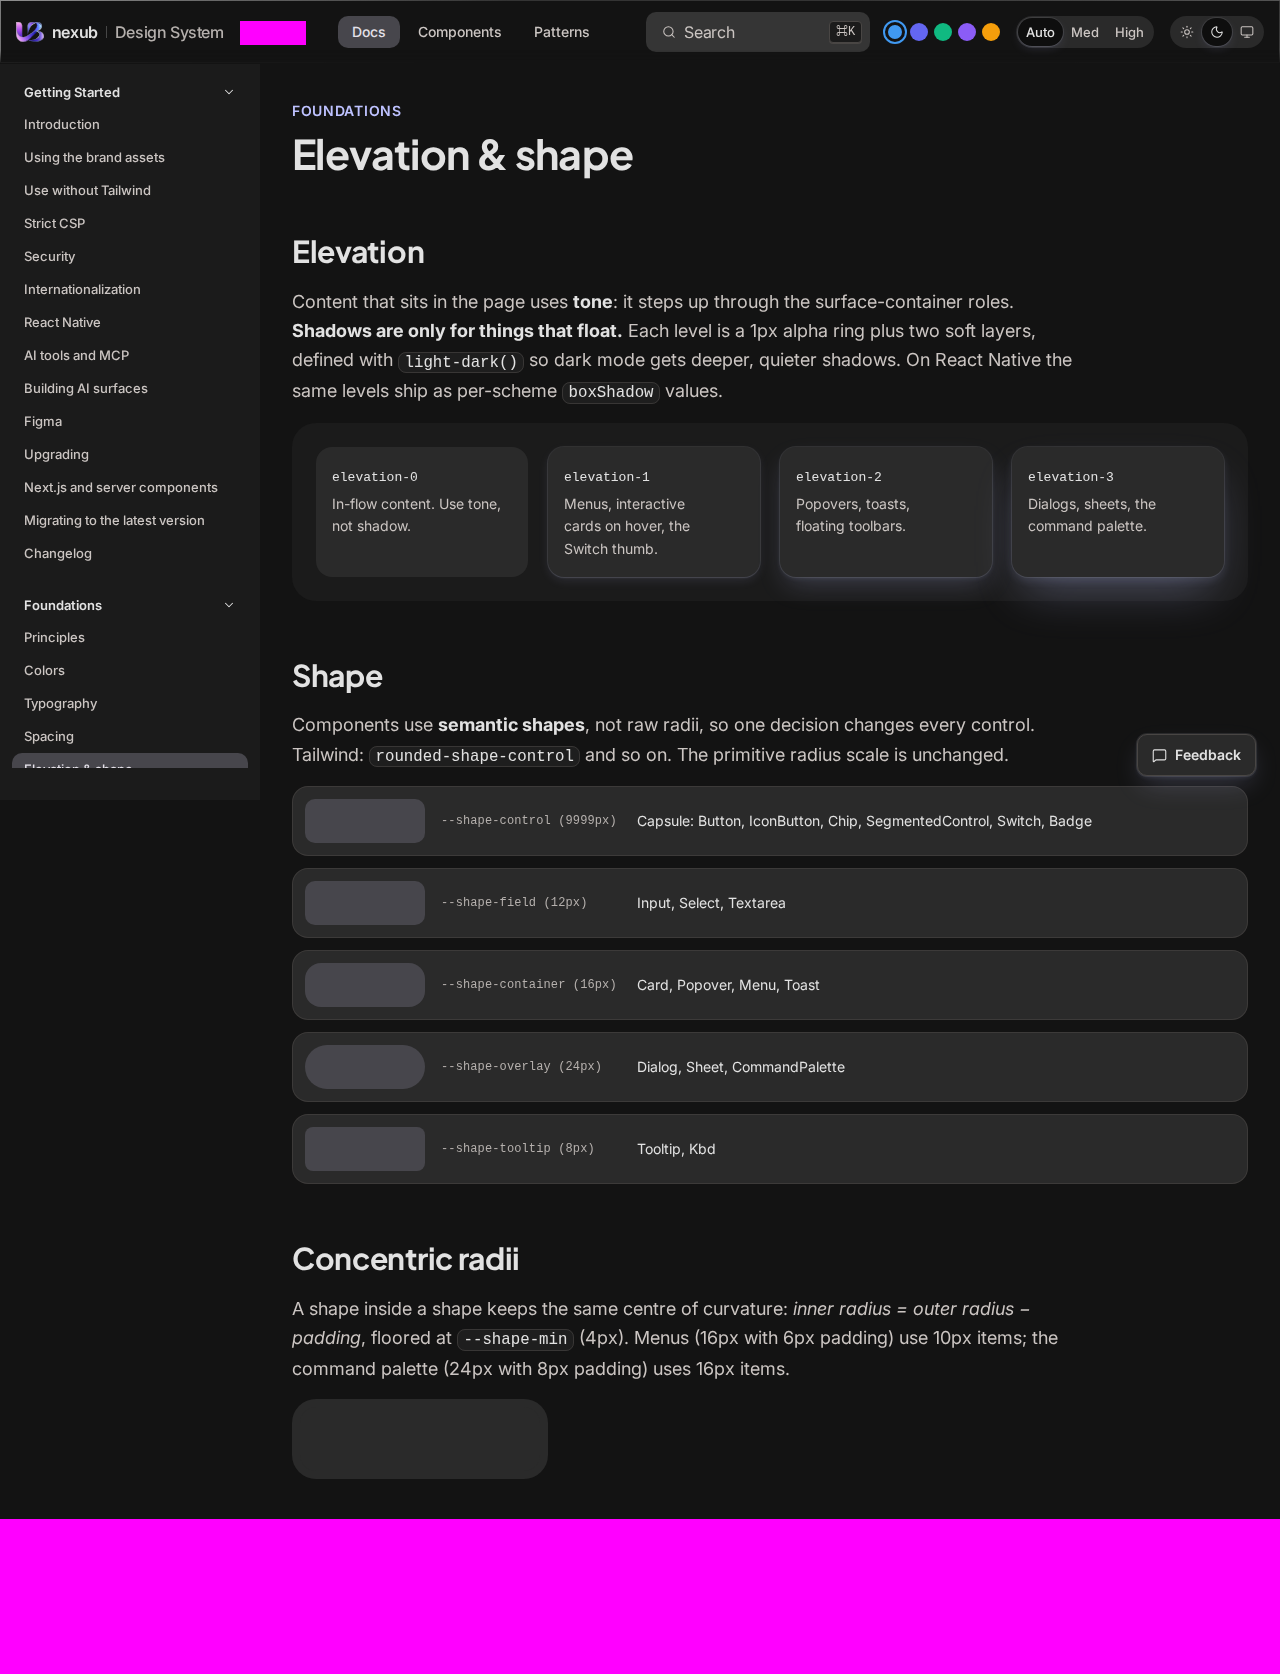 nexub | Design System
Docs
Components
Patterns
Search
⌘K
Auto
Med
High
Getting Started
Introduction
Using the brand assets
Use without Tailwind
Strict CSP
Security
Internationalization
React Native
AI tools and MCP
Building AI surfaces
Figma
Upgrading
Next.js and server components
Migrating to the latest version
Changelog
Foundations
Principles
Colors
Typography
Spacing
Elevation & shape
FOUNDATIONS
Elevation & shape
Elevation
Content that sits in the page uses tone: it steps up through the surface-container roles.
Shadows are only for things that float. Each level is a 1px alpha ring plus two soft layers,
defined with light-dark() so dark mode gets deeper, quieter shadows. On React Native the
same levels ship as per-scheme boxShadow values.
elevation-0
In-flow content. Use tone,
not shadow.
elevation-1
Menus, interactive
cards on hover, the
Switch thumb.
elevation-2
Popovers, toasts,
floating toolbars.
elevation-3
Dialogs, sheets, the
command palette.
Shape
Components use semantic shapes, not raw radii, so one decision changes every control.
Tailwind: rounded-shape-control and so on. The primitive radius scale is unchanged.
Feedback
--shape-control (9999px)
Capsule: Button, IconButton, Chip, SegmentedControl, Switch, Badge
--shape-field (12px)
Input, Select, Textarea
--shape-container (16px)
Card, Popover, Menu, Toast
--shape-overlay (24px)
Dialog, Sheet, CommandPalette
--shape-tooltip (8px)
Tooltip, Kbd
Concentric radii
A shape inside a shape keeps the same centre of curvature: inner radius = outer radius −
padding, floored at --shape-min (4px). Menus (16px with 6px padding) use 10px items; the
command palette (24px with 8px padding) uses 16px items.